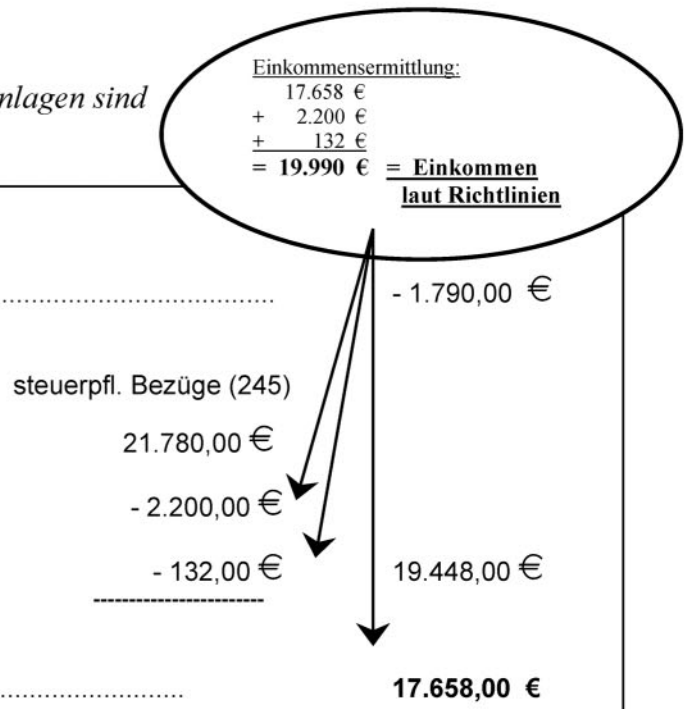 Einkommensermittlung:
17.658 €
+ 2.200 €
+ 132 €
= 19.990 € = Einkommen
laut Richtlinien
nlagen sind
........................................ - 1.790,00 €
steuerpfl. Bezüge (245)
21.780,00 €
- 2.200,00 €
- 132,00 € 19.448,00 €
------------------------
........................... 17.658,00 €